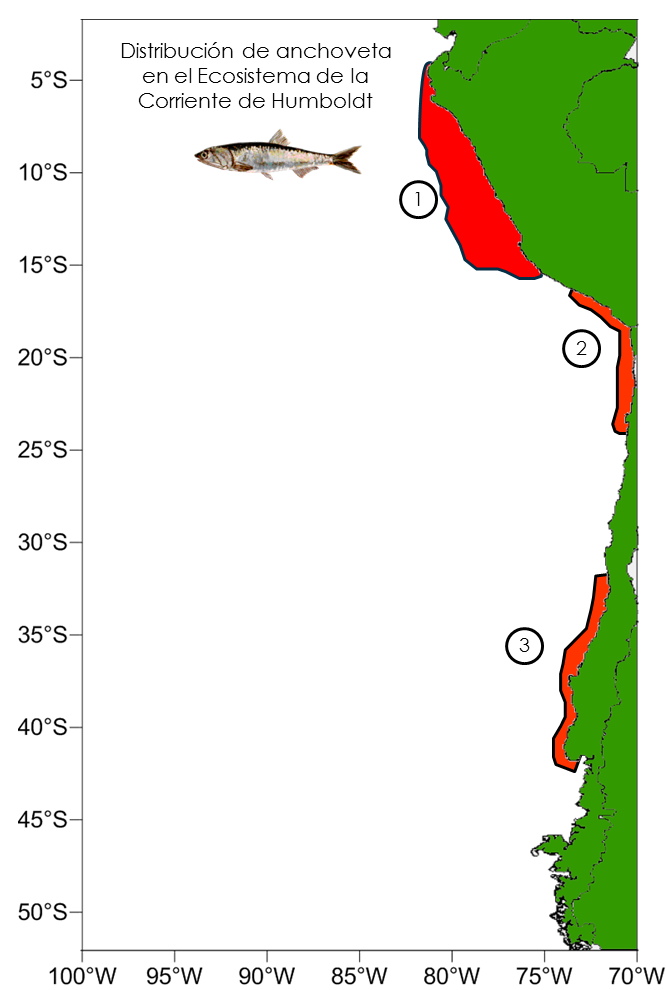 Distribución de anchoveta
en el Ecosistema de la
Corriente de Humboldt
5°S
10°S
1
15°S
2
20°S
25°S
30°S
3
35°S
40°S
45°S
50°S
100°W 95°W 90°W 85°W 80°W 75°W 70°W